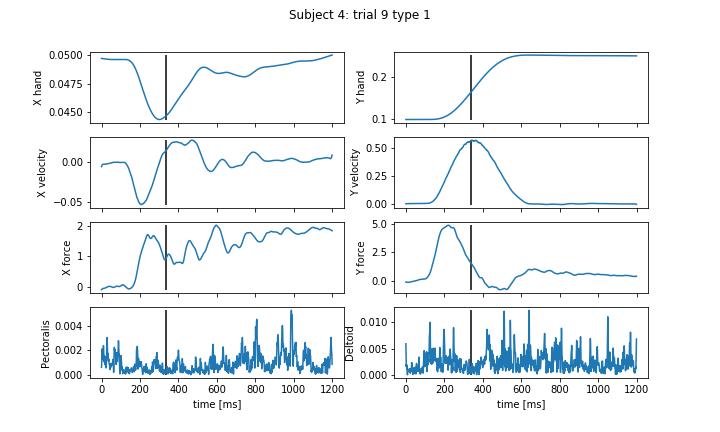 Subject 4: trial 9 type 1
X hand
0.0500
0.0475
0.0450
Y hand
0.2
0.1
X velocity
0.00
−0.05
Y velocity
0.50
0.25
0.00
X force
2
1
0
Y force
5.0
2.5
0.0
Pectoralis
0.004
0.002
0.000
0 200 400 600 800 1000 1200
time [ms]
Deltoid
0.010
0.005
0.000
0 200 400 600 800 1000 1200
time [ms]